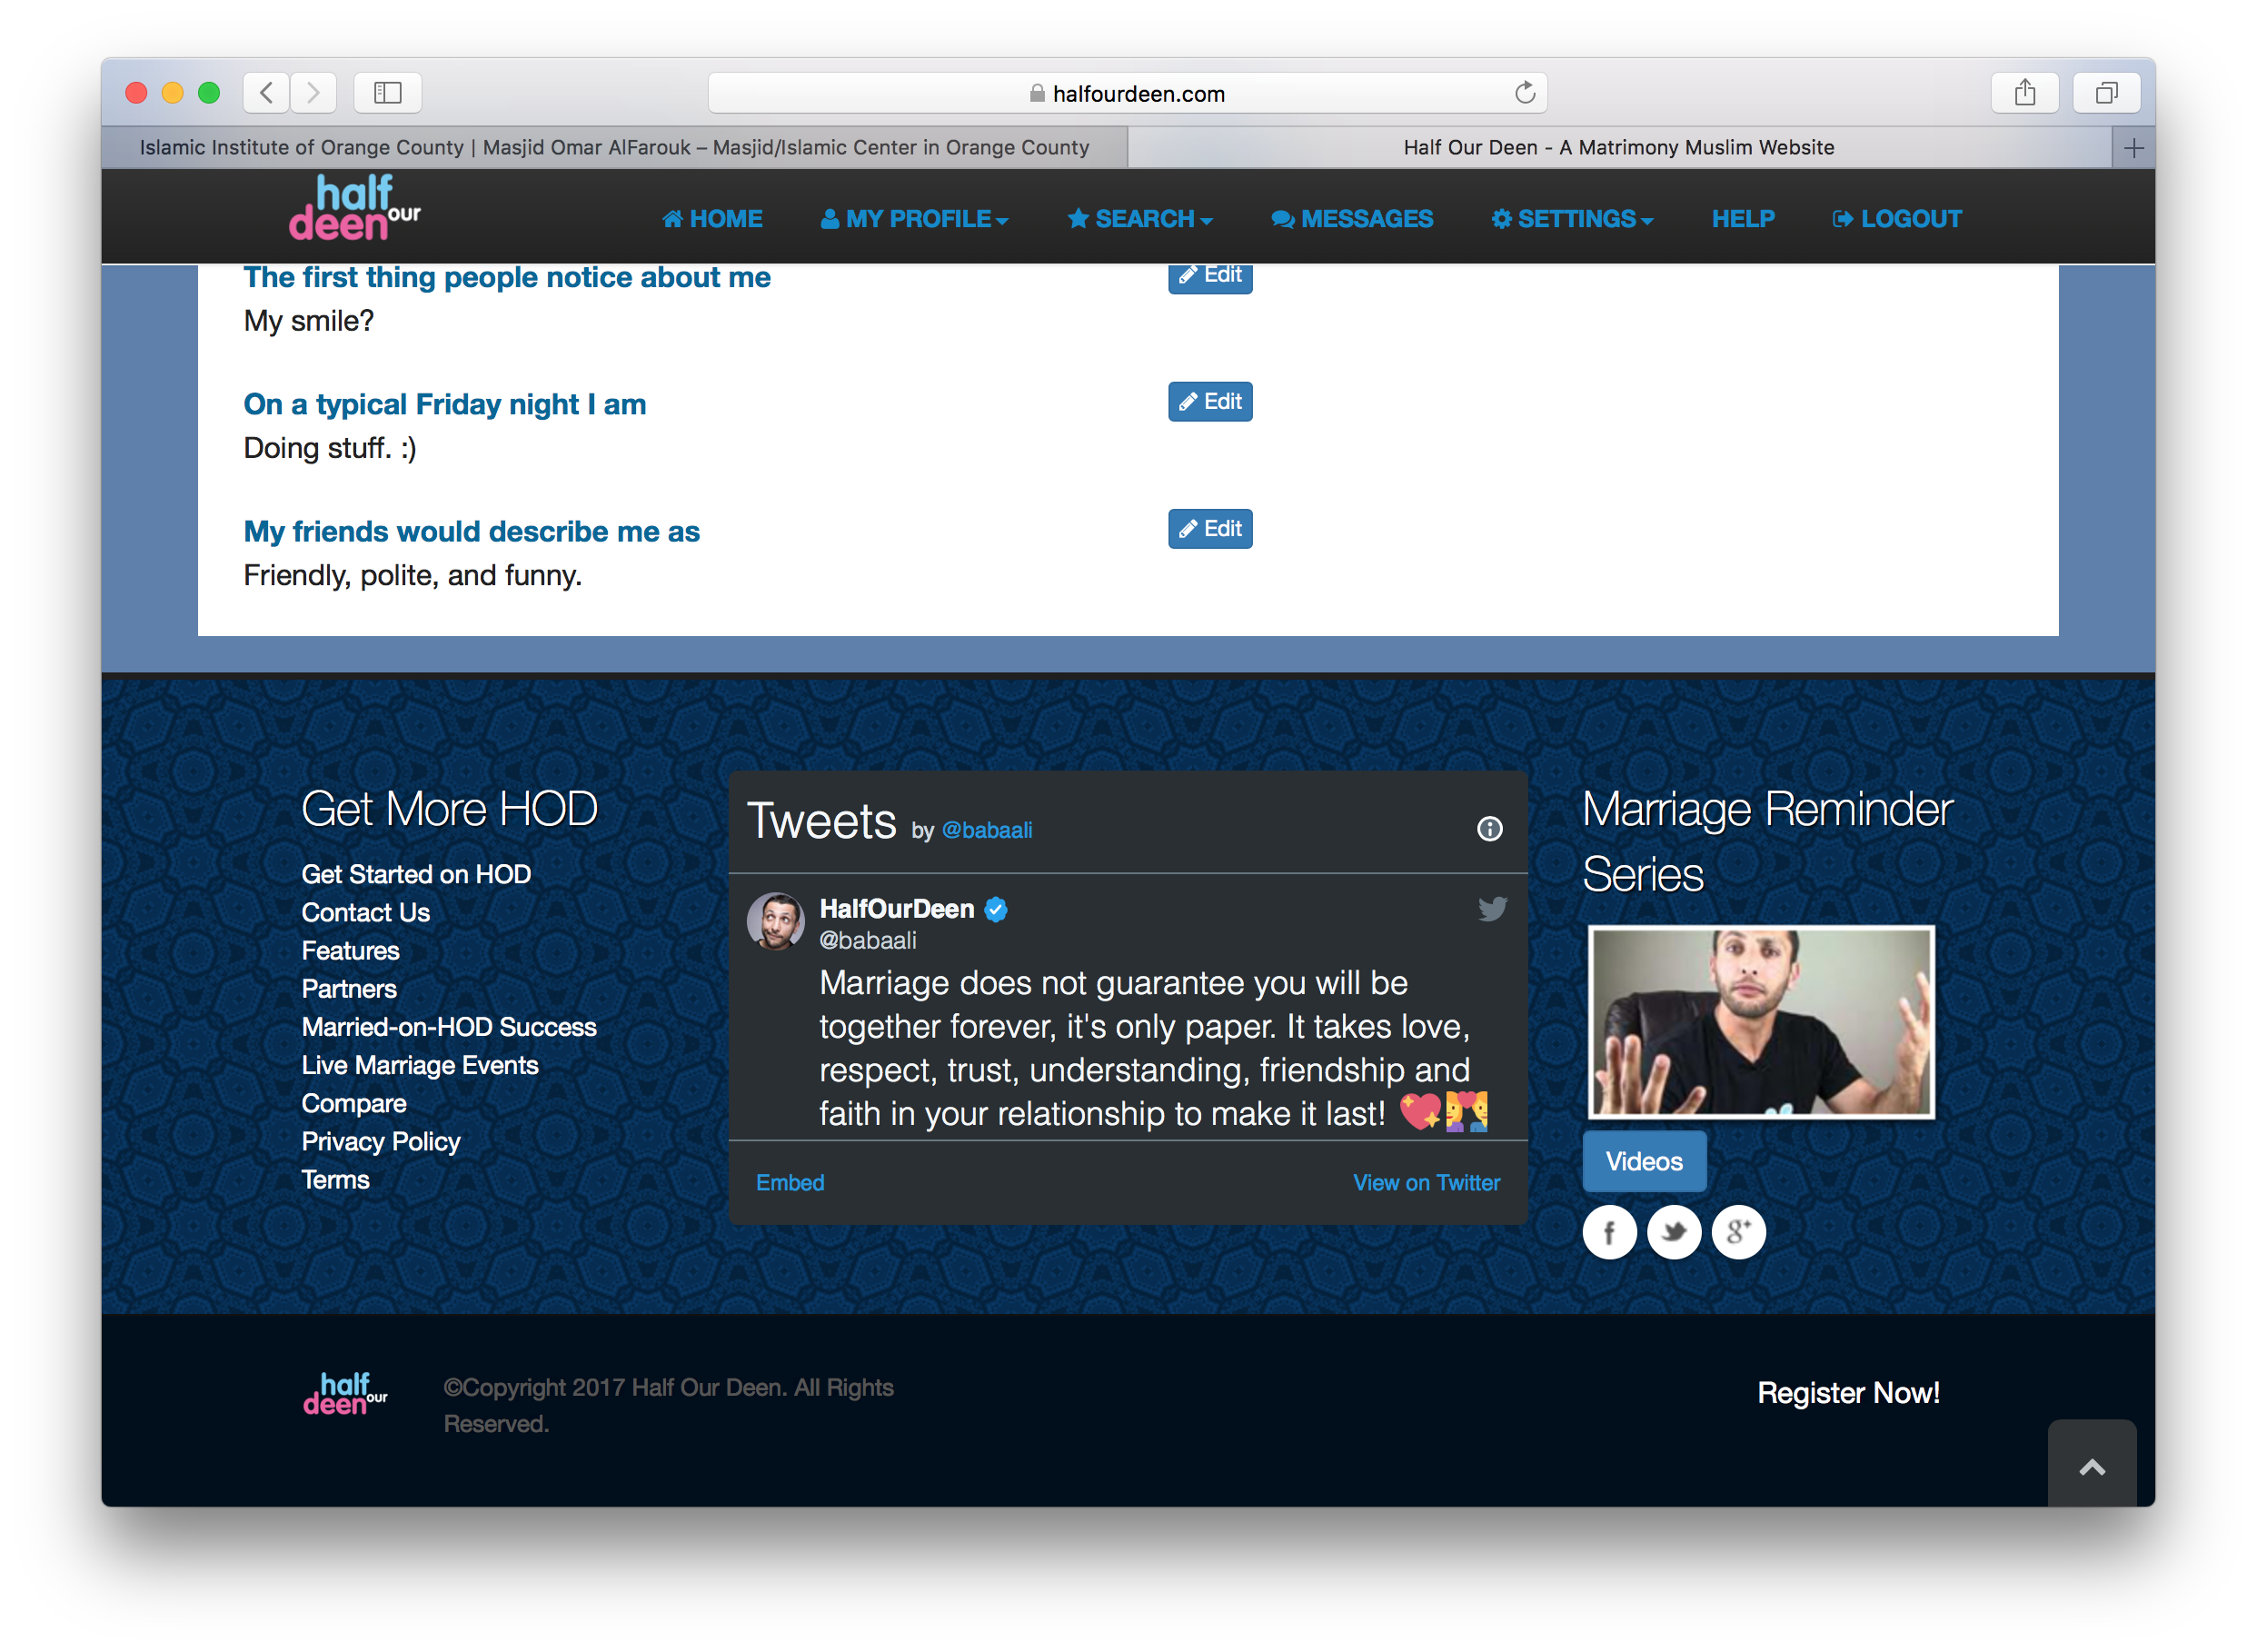 halfourdeen.com
Islamic Institute of Orange County | Masjid Omar AlFarouk – Masjid/Islamic Center in Orange County
Half Our Deen - A Matrimony Muslim Website
half
deen our
HOME
MY PROFILE
SEARCH
MESSAGES
SETTINGS
HELP
LOGOUT
The first thing people notice about me
Edit
My smile?
On a typical Friday night I am
Edit
Doing stuff. :)
My friends would describe me as
Edit
Friendly, polite, and funny.
Get More HOD
Get Started on HOD
Contact Us
Features
Partners
Married-on-HOD Success
Live Marriage Events
Compare
Privacy Policy
Terms
Tweets by @babaali
HalfOurDeen
@babaali
Marriage does not guarantee you will be
together forever, it's only paper. It takes love,
respect, trust, understanding, friendship and
faith in your relationship to make it last! 💖💑
Embed
View on Twitter
Marriage Reminder
Series
Videos
f
g+
half
deen our
©Copyright 2017 Half Our Deen. All Rights
Reserved.
Register Now!